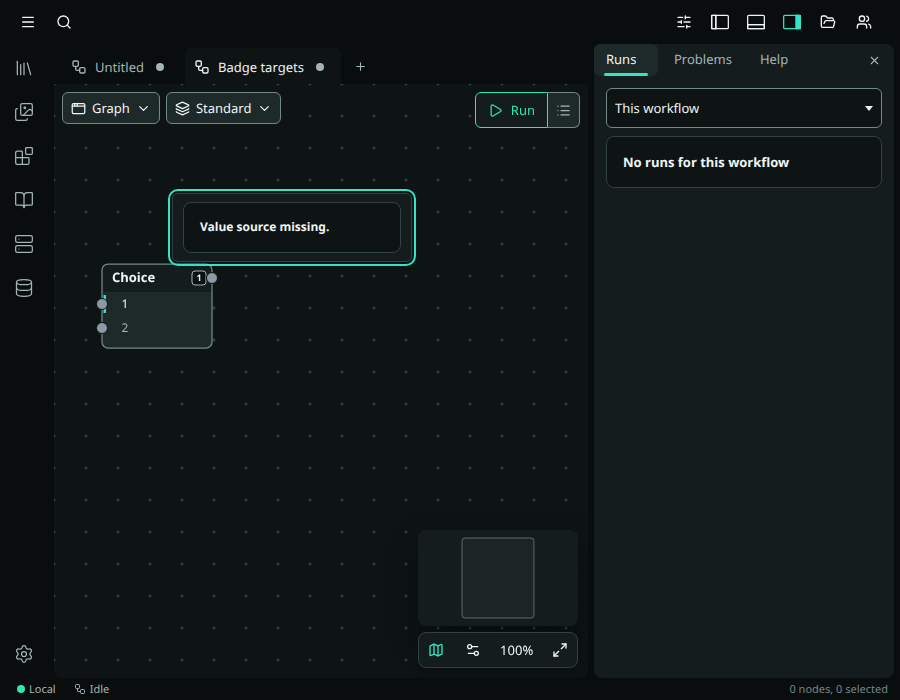 Untitled
Badge targets
Runs
Problems
Help
Graph
Standard
Run
This workflow
No runs for this workflow
Value source missing.
Choice
1
1
2
100%
Local
Idle
0 nodes, 0 selected